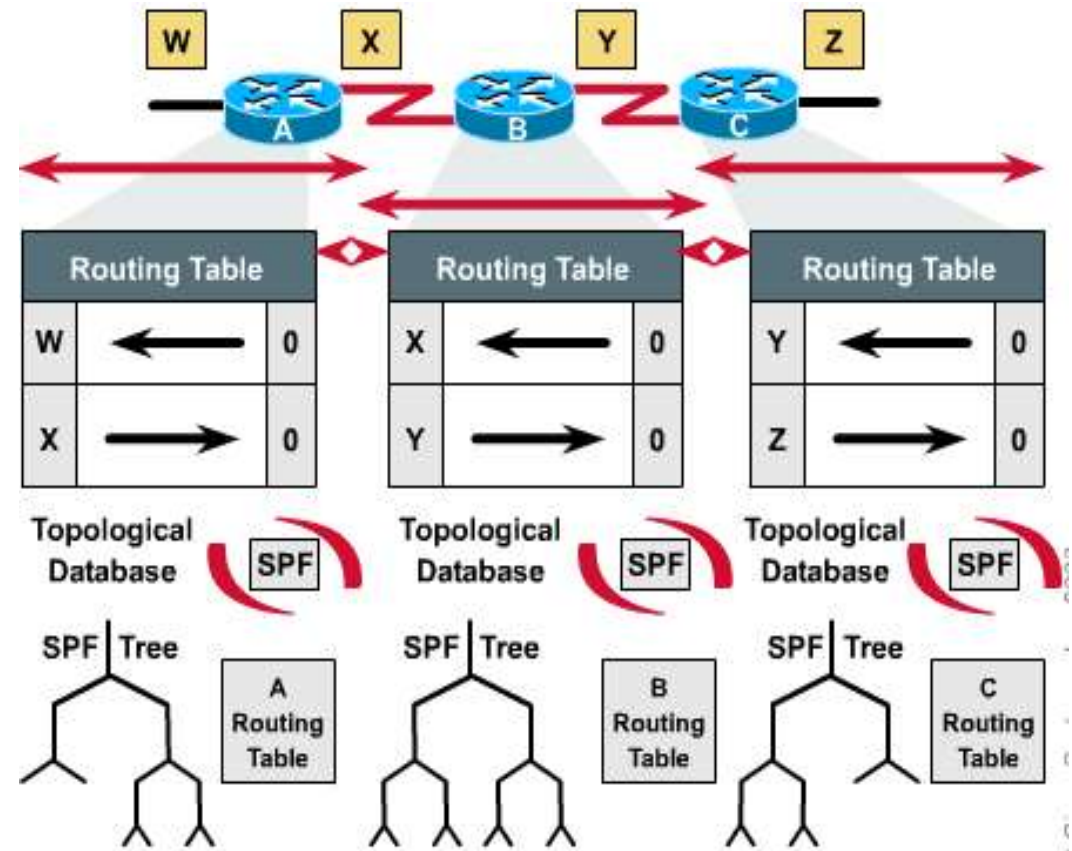 W X Y Z
A B C
Routing Table Routing Table Routing Table
W 0 X 0 Y 0
X 0 Y 0 Z 0
Topological Database SPF Topological Database SPF Topological Database SPF
SPF Tree SPF Tree SPF Tree
A Routing Table B Routing Table C Routing Table